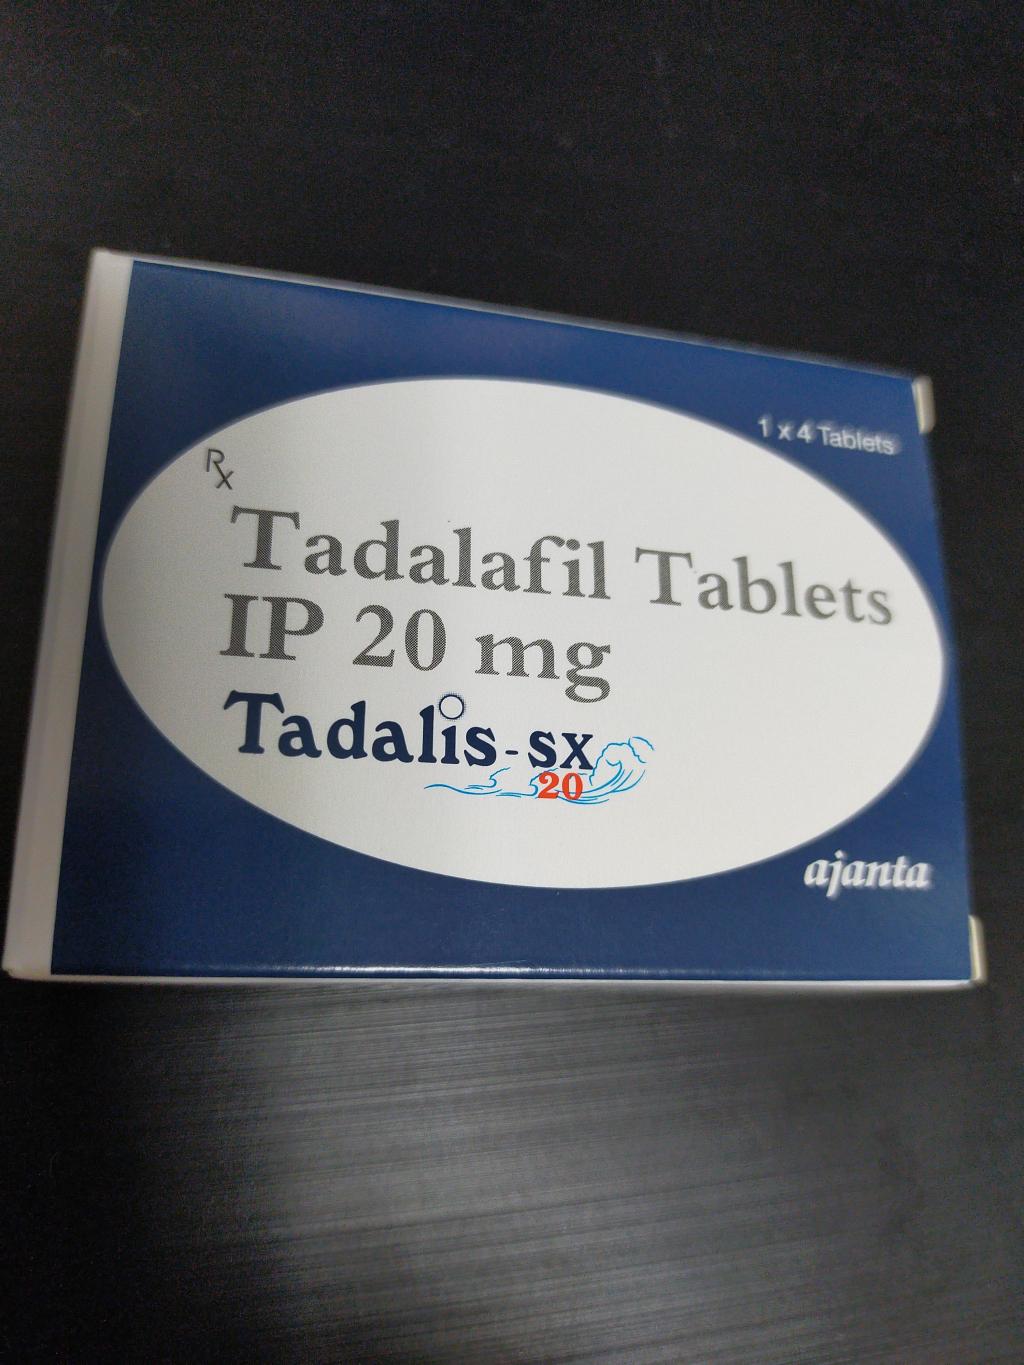 1 x 4 Tablets
Rx
Tadalafil Tablets
IP 20 mg
Tadalis-SX
20
ajanta